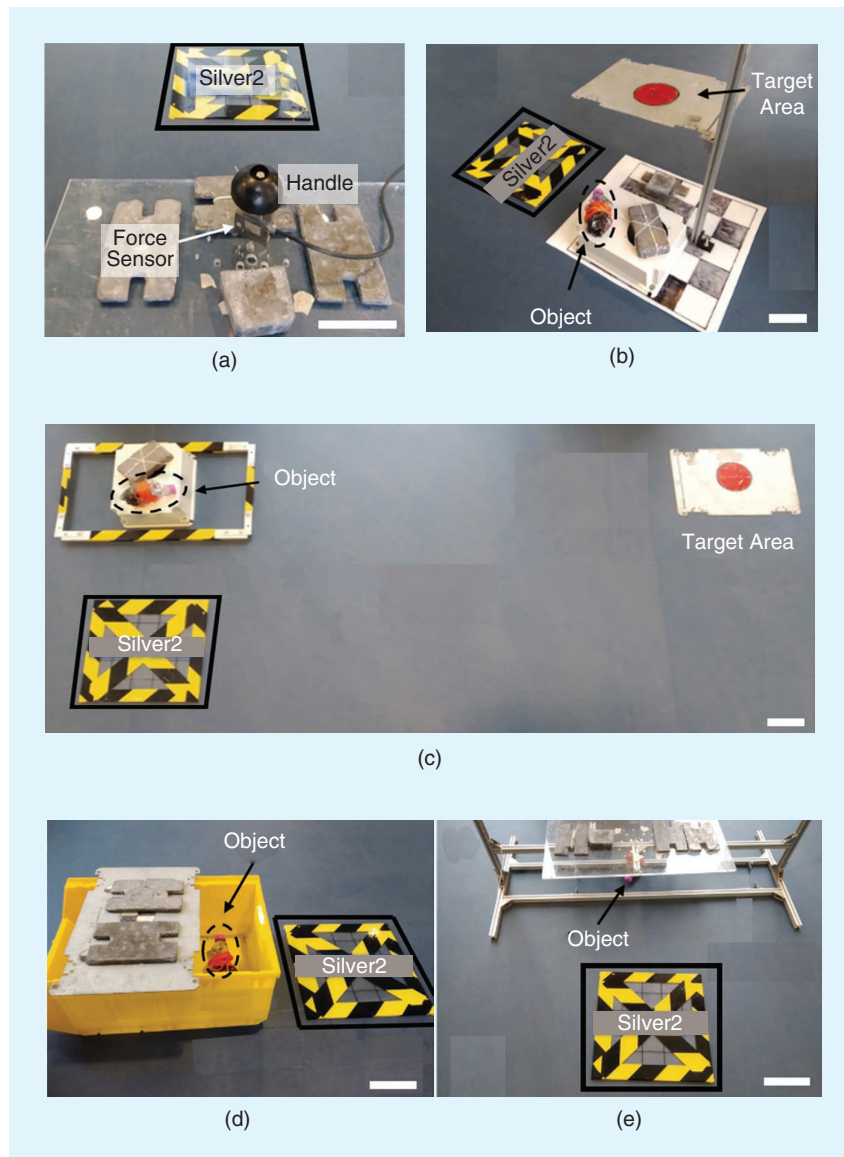 Silver2
Handle
Force
Sensor
(a)
Target
Area
Silver2
Object
(b)
Object
Target Area
Silver2
(c)
Object
Silver2
(d)
Object
Silver2
(e)